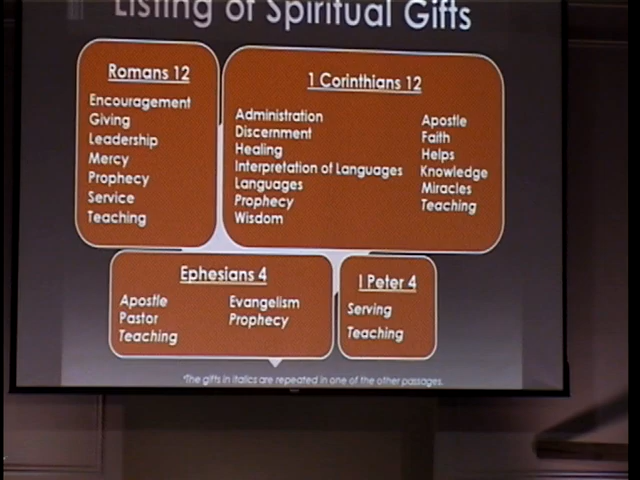 Listing of Spiritual Gifts
Romans 12
Encouragement
Giving
Leadership
Mercy
Prophecy
Service
Teaching
1 Corinthians 12
Administration
Discernment
Healing
Interpretation of Languages
Languages
Prophecy
Wisdom
Apostle
Faith
Helps
Knowledge
Miracles
Teaching
Ephesians 4
Apostle
Pastor
Teaching
Evangelism
Prophecy
1 Peter 4
Serving
Teaching
*The gifts in italics are repeated in one of the other passages.